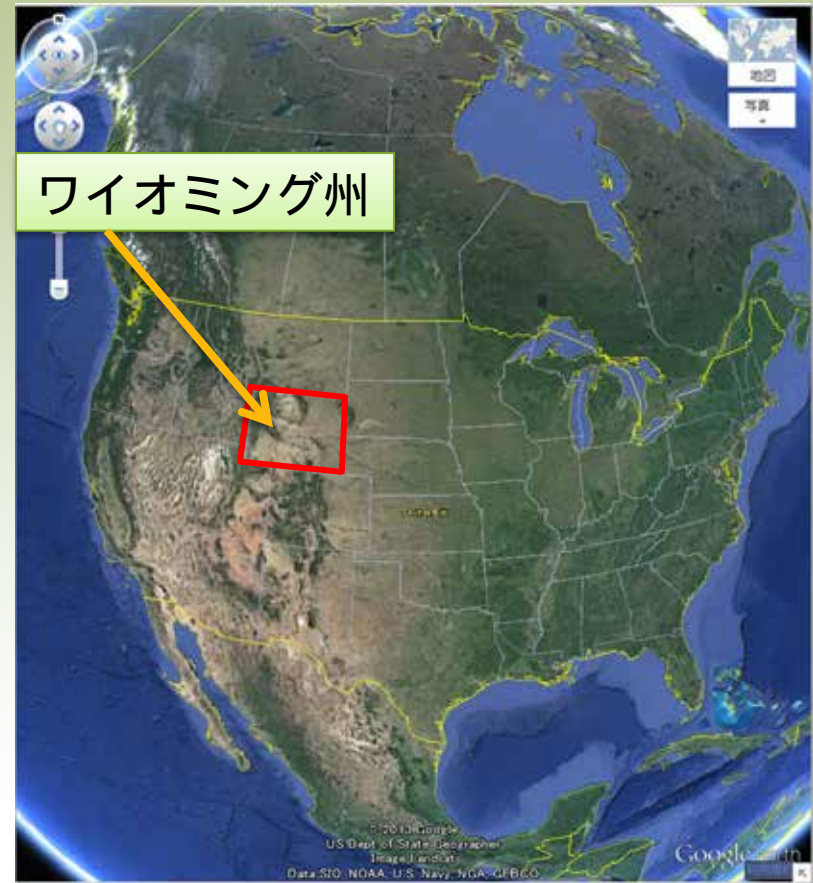 N
地図
写真
ワイオミング州
© 2013 Google
US Dept of State Geographer
Image Landsat
Data SIO, NOAA, U.S. Navy, NGA, GEBCO
Google earth